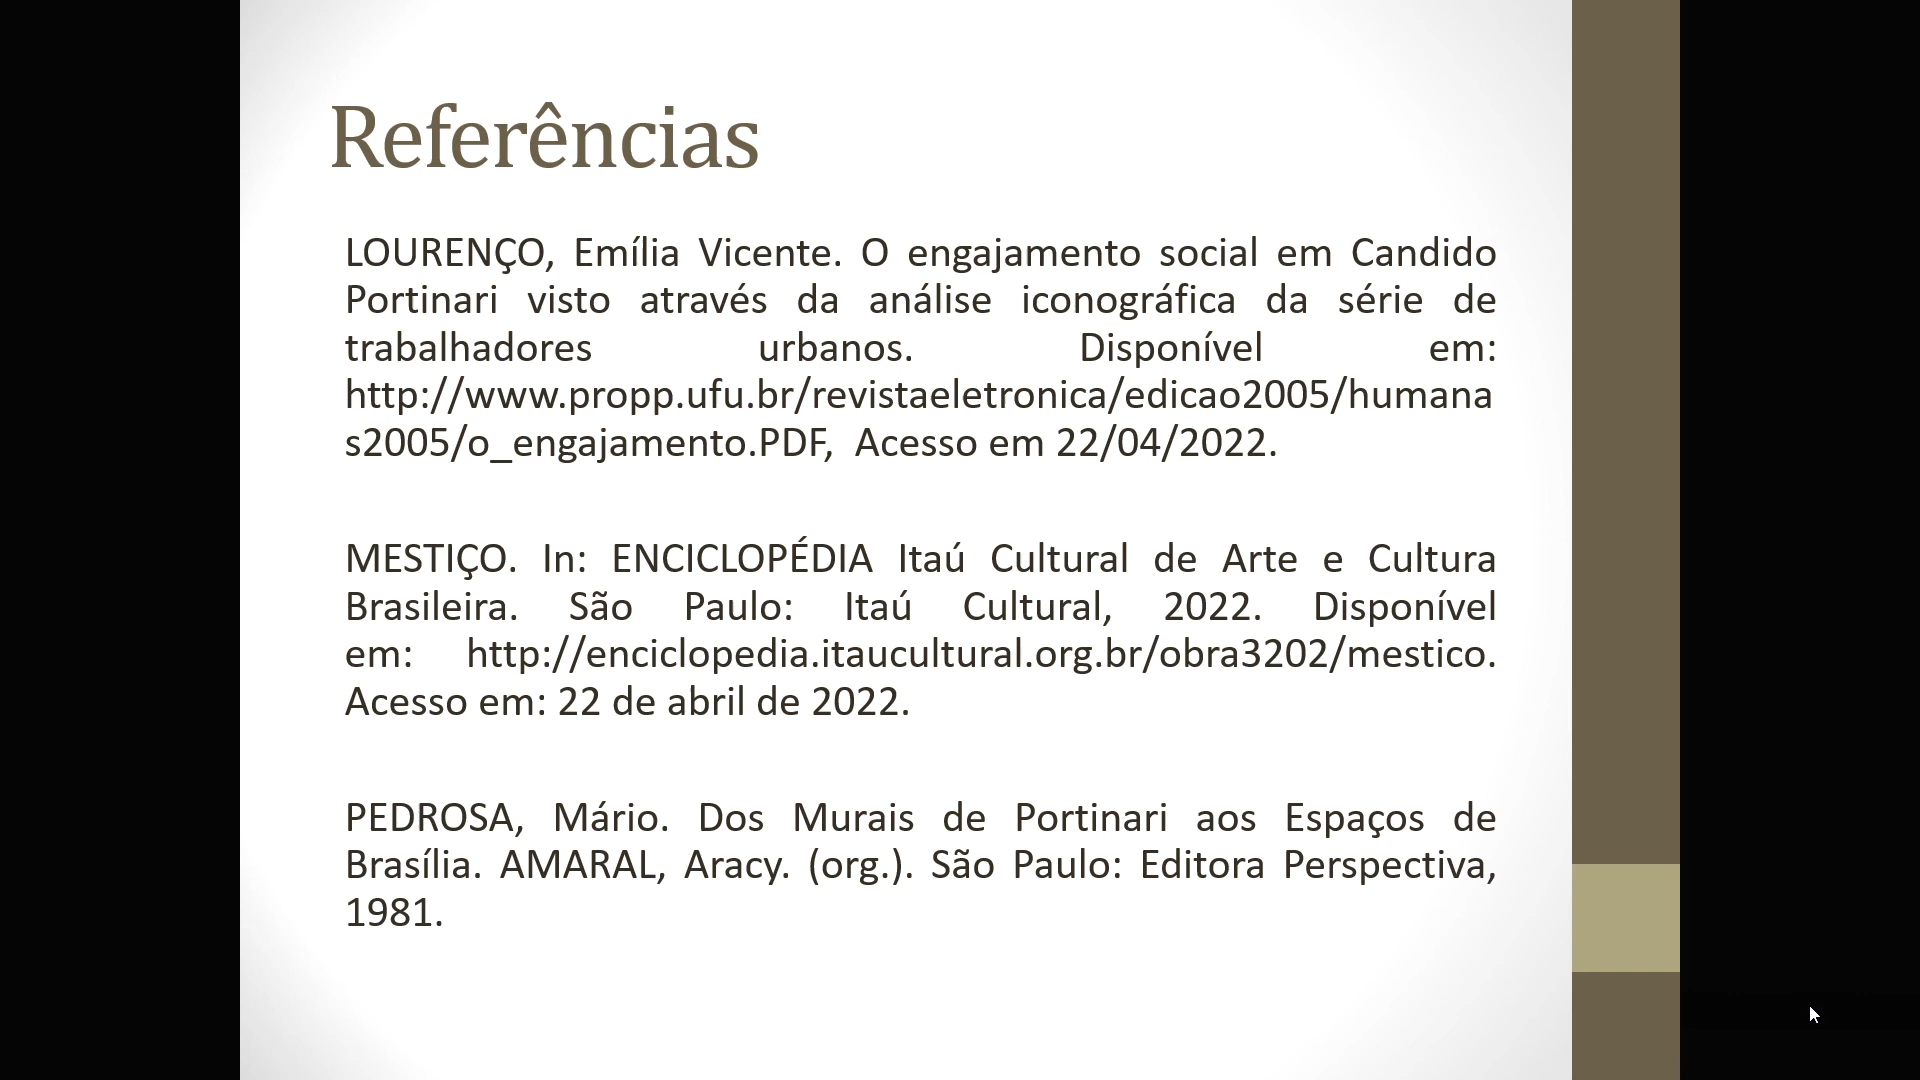 Referências
LOURENÇO, Emília Vicente. O engajamento social em Candido
Portinari visto através da análise iconográfica da série de
trabalhadores urbanos. Disponível em:
http://www.propp.ufu.br/revistaeletronica/edicao2005/humana
s2005/o_engajamento.PDF, Acesso em 22/04/2022.
MESTIÇO. In: ENCICLOPÉDIA Itaú Cultural de Arte e Cultura
Brasileira. São Paulo: Itaú Cultural, 2022. Disponível
em: http://enciclopedia.itaucultural.org.br/obra3202/mestico.
Acesso em: 22 de abril de 2022.
PEDROSA, Mário. Dos Murais de Portinari aos Espaços de
Brasília. AMARAL, Aracy. (org.). São Paulo: Editora Perspectiva,
1981.